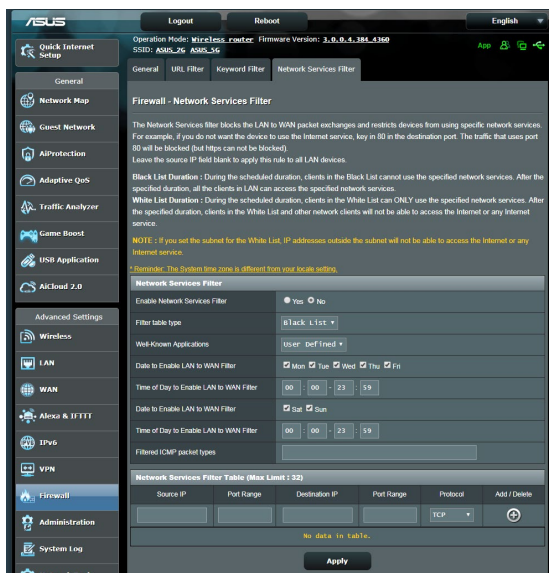 ASUS
Logout
Reboot
English
Operation Mode: Wireless router Firmware Version: 3.0.0.4.384_4360
SSID: ASUS_2G ASUS_5G
App
Quick Internet
Setup
General
Network Map
Guest Network
AiProtection
Adaptive QoS
Traffic Analyzer
Game Boost
USB Application
AiCloud 2.0
Advanced Settings
Wireless
LAN
WAN
Alexa & IFTTT
IPv6
VPN
Firewall
Administration
System Log
General
URL Filter
Keyword Filter
Network Services Filter
Firewall - Network Services Filter
The Network Services filter blocks the LAN to WAN packet exchanges and restricts devices from using specific network services.
For example, if you do not want the device to use the Internet service, key in 80 in the destination port. The traffic that uses port
80 will be blocked (but https can not be blocked).
Leave the source IP field blank to apply this rule to all LAN devices.
Black List Duration : During the scheduled duration, clients in the Black List cannot use the specified network services. After the
specified duration, all the clients in LAN can access the specified network services.
White List Duration : During the scheduled duration, clients in the White List can ONLY use the specified network services. After
the specified duration, clients in the White List and other network clients will not be able to access the Internet or any Internet
service.
NOTE : If you set the subnet for the White List, IP addresses outside the subnet will not be able to access the Internet or any
Internet service.
* Reminder: The System time zone is different from your locale setting.
Network Services Filter
Enable Network Services Filter
Yes No
Filter table type
Black List
Well-Known Applications
User Defined
Date to Enable LAN to WAN Filter
Mon Tue Wed Thu Fri
Time of Day to Enable LAN to WAN Filter
00 : 00 - 23 : 59
Date to Enable LAN to WAN Filter
Sat Sun
Time of Day to Enable LAN to WAN Filter
00 : 00 - 23 : 59
Filtered ICMP packet types
Network Services Filter Table (Max Limit : 32)
Source IP
Port Range
Destination IP
Port Range
Protocol
Add / Delete
TCP
No data in table.
Apply